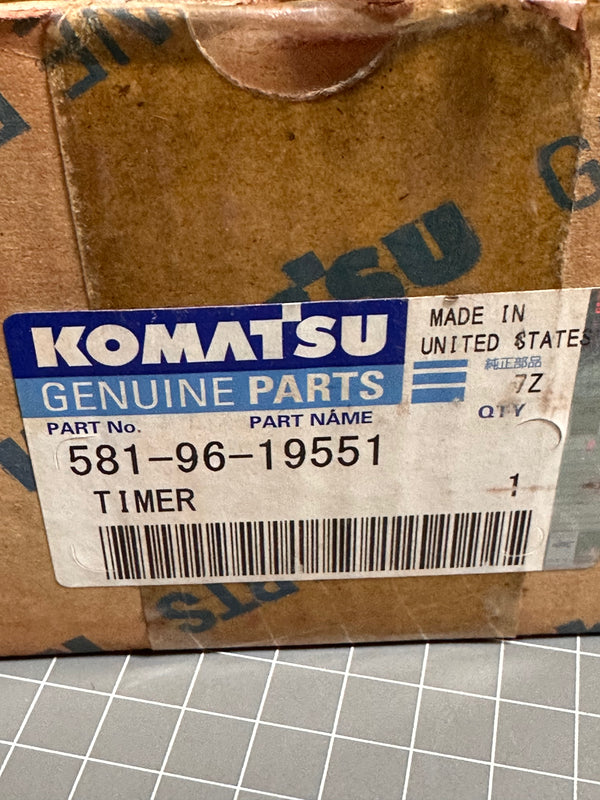 KOMATSU
GENUINE PARTS
MADE IN
UNITED STATES
純正部品
7Z
PART No.
PART NAME
QTY
581-96-19551
TIMER
1